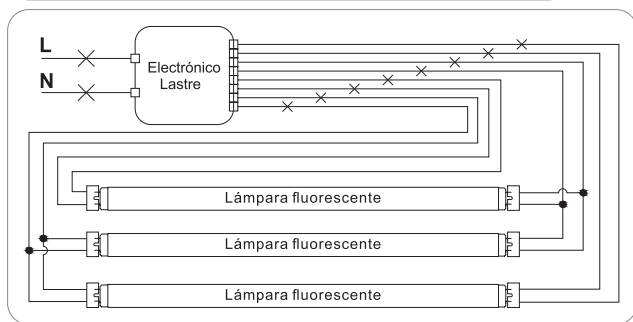 L
N
Electrónico
Lastre
Lámpara fluorescente
Lámpara fluorescente
Lámpara fluorescente